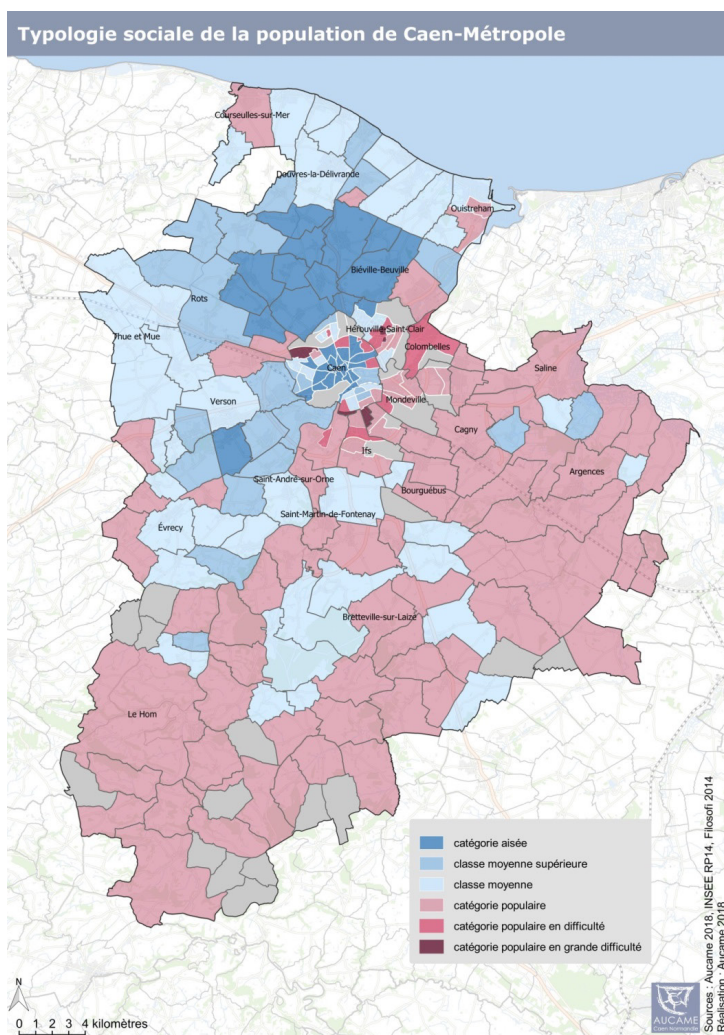 Typologie sociale de la population de Caen-Métropole
Courseulles-sur-Mer
Douvres-la-Délivrande
Ouistreham
Biéville-Beuville
Rots
Thue et Mue
Hérouville-Saint-Clair
Colombelles
Caen
Saline
Verson
Mondeville
Cagny
Ifs
Argences
Saint-André-sur-Orne
Bourguébus
Saint-Martin-de-Fontenay
Évrecy
Bretteville-sur-Laize
Le Hom
catégorie aisée
classe moyenne supérieure
classe moyenne
catégorie populaire
catégorie populaire en difficulté
catégorie populaire en grande difficulté
N
0 1 2 3 4 kilomètres
AUCAME
Caen Normandie
Sources : Aucame 2018, INSEE RP14, Filosofi 2014
Réalisation : Aucame 2018